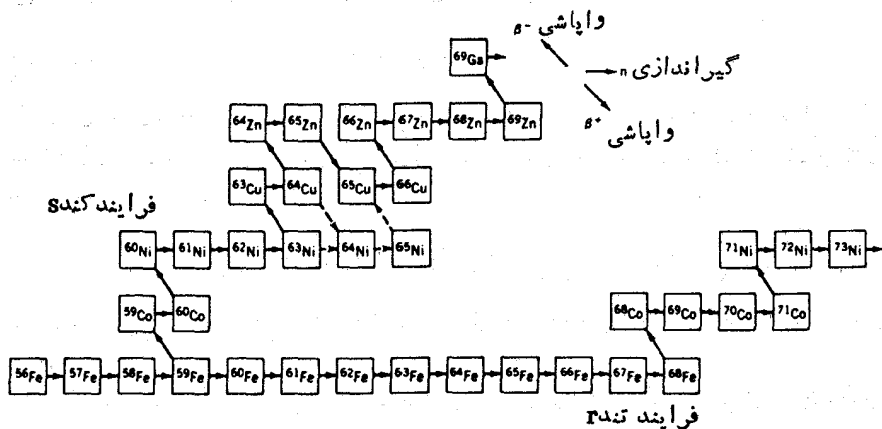 واپاشی β−
گیراندازی n
واپاشی β+
⁶⁹Ga
⁶⁴Zn ⁶⁵Zn ⁶⁶Zn ⁶⁷Zn ⁶⁸Zn ⁶⁹Zn
⁶³Cu ⁶⁴Cu ⁶⁵Cu ⁶⁶Cu
فرایند کند s
⁶⁰Ni ⁶¹Ni ⁶²Ni ⁶³Ni ⁶⁴Ni ⁶⁵Ni ⁷¹Ni ⁷²Ni ⁷³Ni
⁵⁹Co ⁶⁰Co ⁶⁸Co ⁶⁹Co ⁷⁰Co ⁷¹Co
⁵⁶Fe ⁵⁷Fe ⁵⁸Fe ⁵⁹Fe ⁶⁰Fe ⁶¹Fe ⁶²Fe ⁶³Fe ⁶⁴Fe ⁶⁵Fe ⁶⁶Fe ⁶⁷Fe ⁶⁸Fe
فرایند تند r